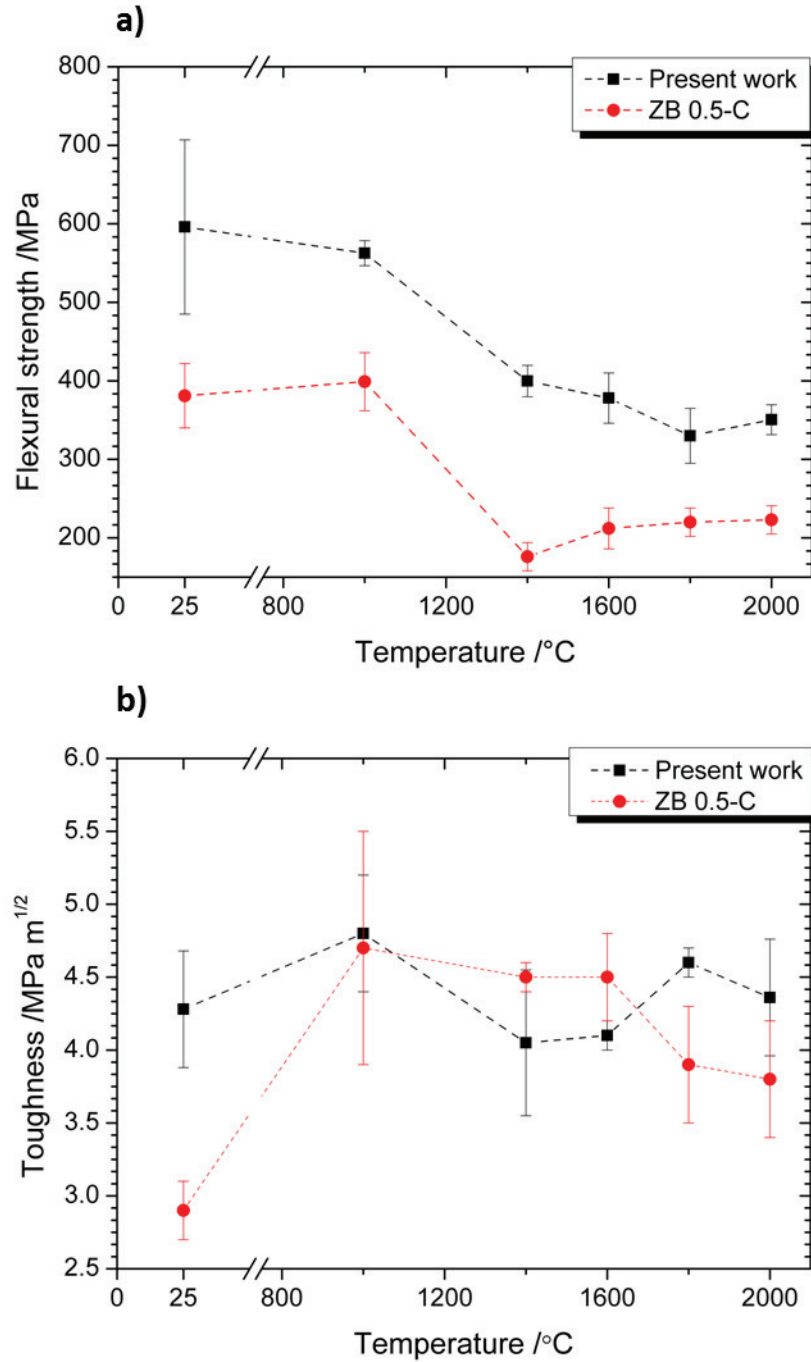 a)
800
700
600
500
400
300
200
Flexural strength /MPa
Present work
ZB 0.5-C
0 25 800 1200 1600 2000
Temperature /°C
b)
6.0
5.5
5.0
4.5
4.0
3.5
3.0
2.5
Toughness /MPa m^1/2
Present work
ZB 0.5-C
0 25 800 1200 1600 2000
Temperature /°C